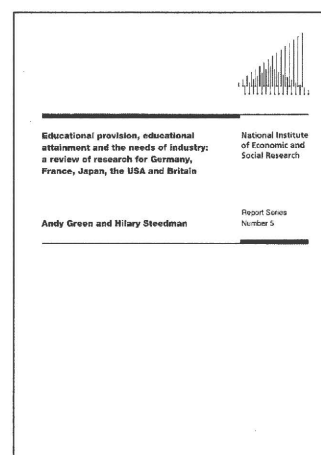 Educational provision, educational
attainment and the needs of industry:
a review of research for Germany,
France, Japan, the USA and Britain
National Institute
of Economic and
Social Research
Andy Green and Hilary Steedman
Report Series
Number 5